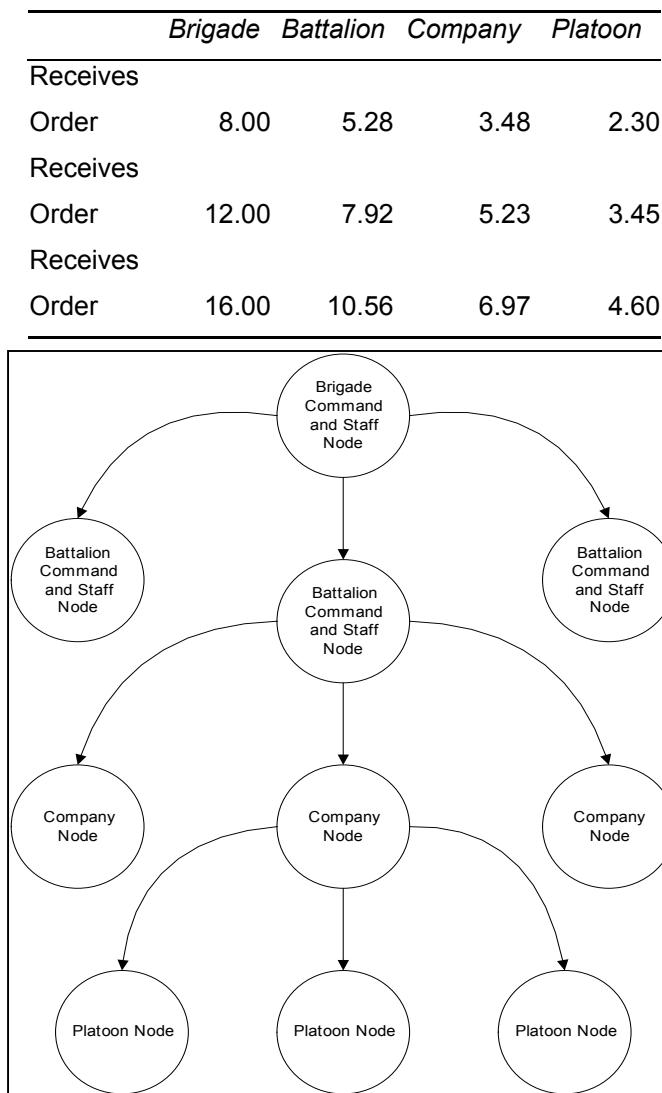 Brigade Battalion Company Platoon
Receives
Order 8.00 5.28 3.48 2.30
Receives
Order 12.00 7.92 5.23 3.45
Receives
Order 16.00 10.56 6.97 4.60
Brigade
Command
and Staff
Node
Battalion
Command
and Staff
Node
Battalion
Command
and Staff
Node
Battalion
Command
and Staff
Node
Company
Node
Company
Node
Company
Node
Platoon Node
Platoon Node
Platoon Node